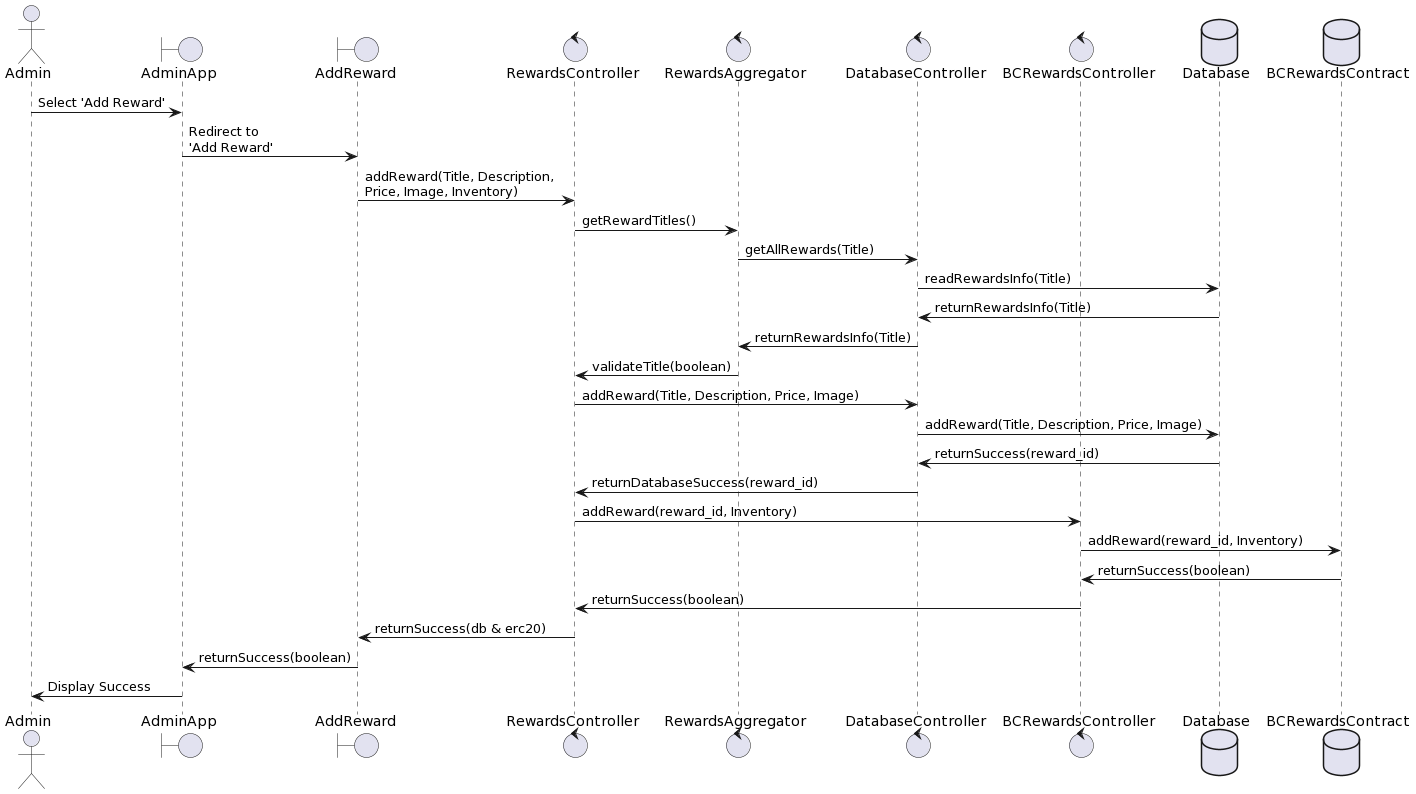 Admin
AdminApp
AddReward
RewardsController
RewardsAggregator
DatabaseController
BCRewardsController
Database
BCRewardsContract
Select 'Add Reward'
Redirect to
'Add Reward'
addReward(Title, Description,
Price, Image, Inventory)
getRewardTitles()
getAllRewards(Title)
readRewardsInfo(Title)
returnRewardsInfo(Title)
returnRewardsInfo(Title)
validateTitle(boolean)
addReward(Title, Description, Price, Image)
addReward(Title, Description, Price, Image)
returnSuccess(reward_id)
returnDatabaseSuccess(reward_id)
addReward(reward_id, Inventory)
addReward(reward_id, Inventory)
returnSuccess(boolean)
returnSuccess(boolean)
returnSuccess(db & erc20)
returnSuccess(boolean)
Display Success
Admin
AdminApp
AddReward
RewardsController
RewardsAggregator
DatabaseController
BCRewardsController
Database
BCRewardsContract